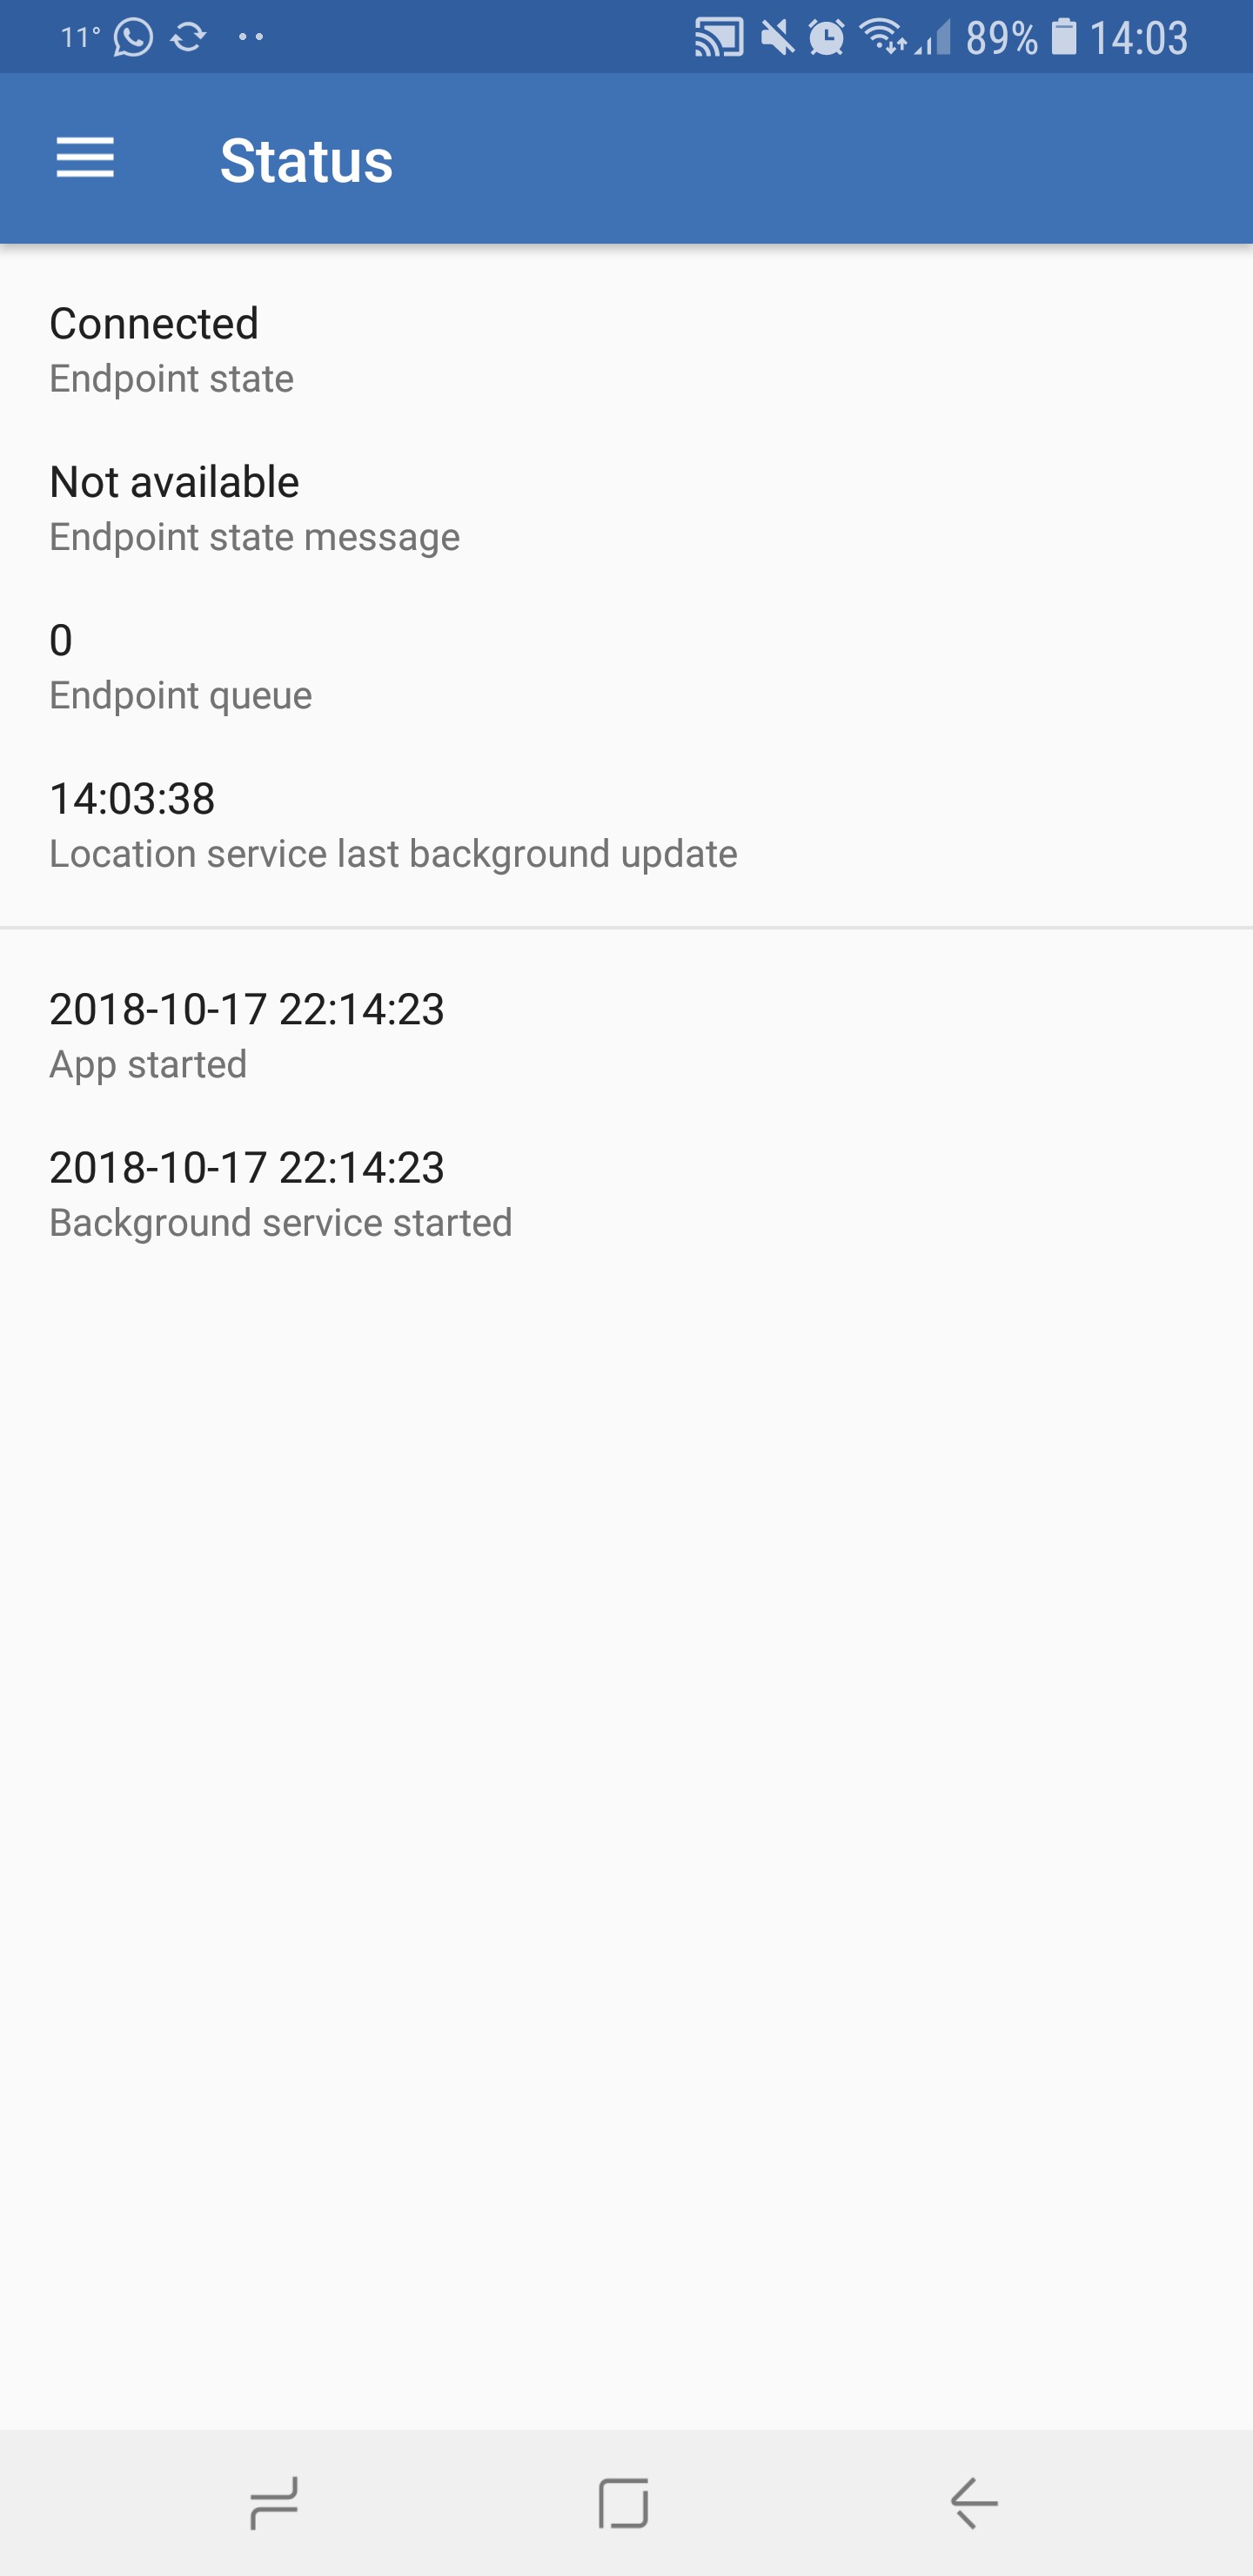 11° 89% 14:03
Status
Connected
Endpoint state
Not available
Endpoint state message
0
Endpoint queue
14:03:38
Location service last background update
2018-10-17 22:14:23
App started
2018-10-17 22:14:23
Background service started